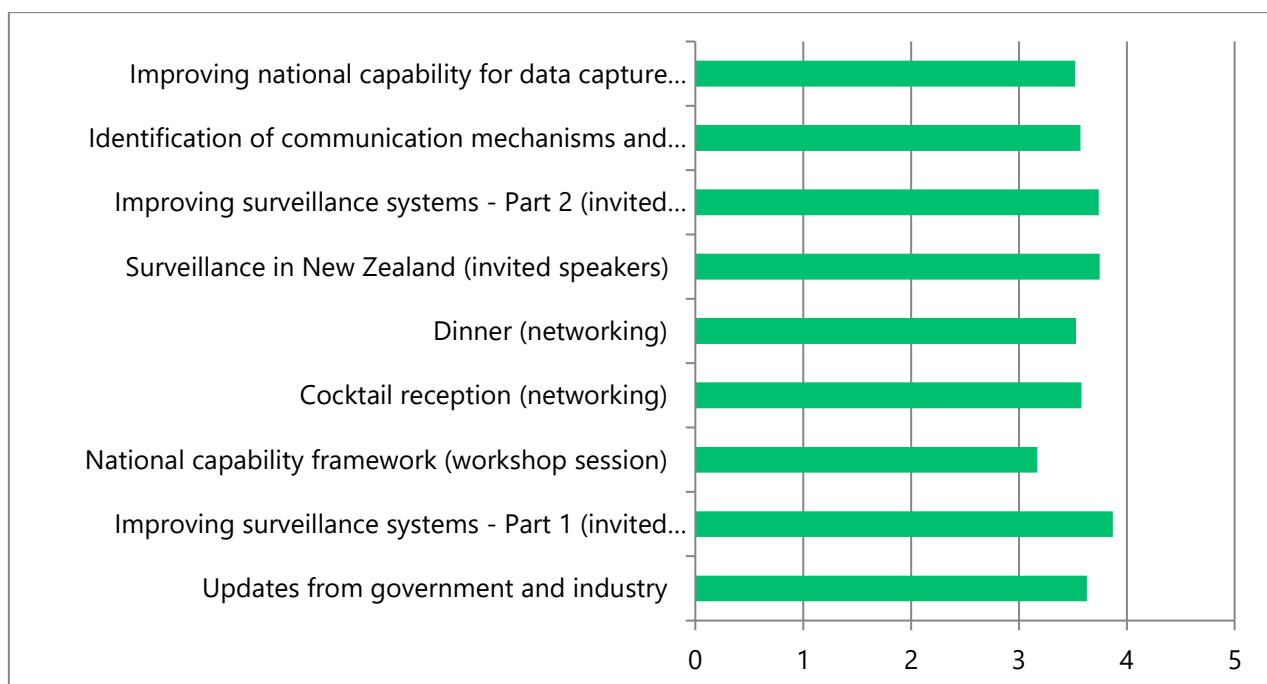 Improving national capability for data capture...
Identification of communication mechanisms and...
Improving surveillance systems - Part 2 (invited...
Surveillance in New Zealand (invited speakers)
Dinner (networking)
Cocktail reception (networking)
National capability framework (workshop session)
Improving surveillance systems - Part 1 (invited...
Updates from government and industry
0 1 2 3 4 5